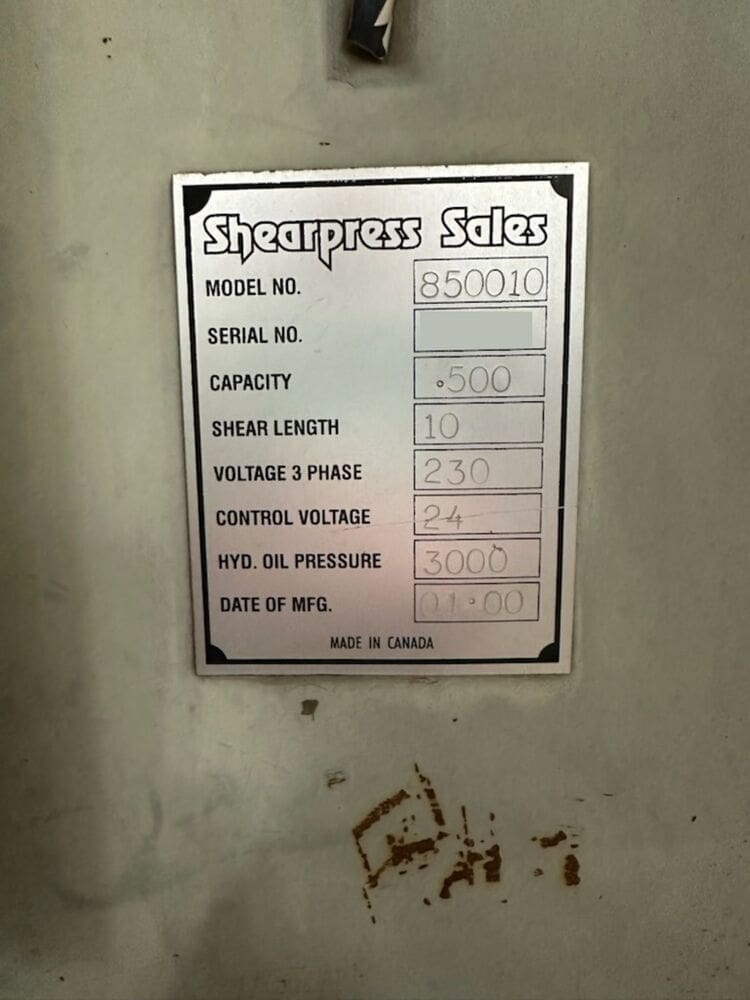 Shearpress Sales
MODEL NO. 850010
SERIAL NO.
CAPACITY .500
SHEAR LENGTH 10
VOLTAGE 3 PHASE 230
CONTROL VOLTAGE 24
HYD. OIL PRESSURE 3000
DATE OF MFG. 01·00
MADE IN CANADA